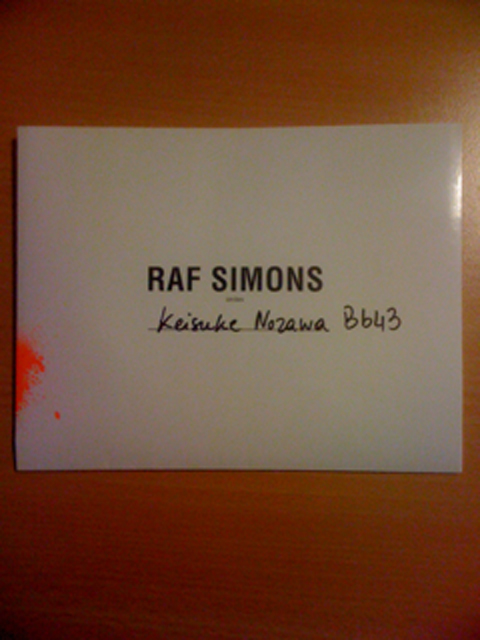 RAF SIMONS
Keisuke Nozawa B643